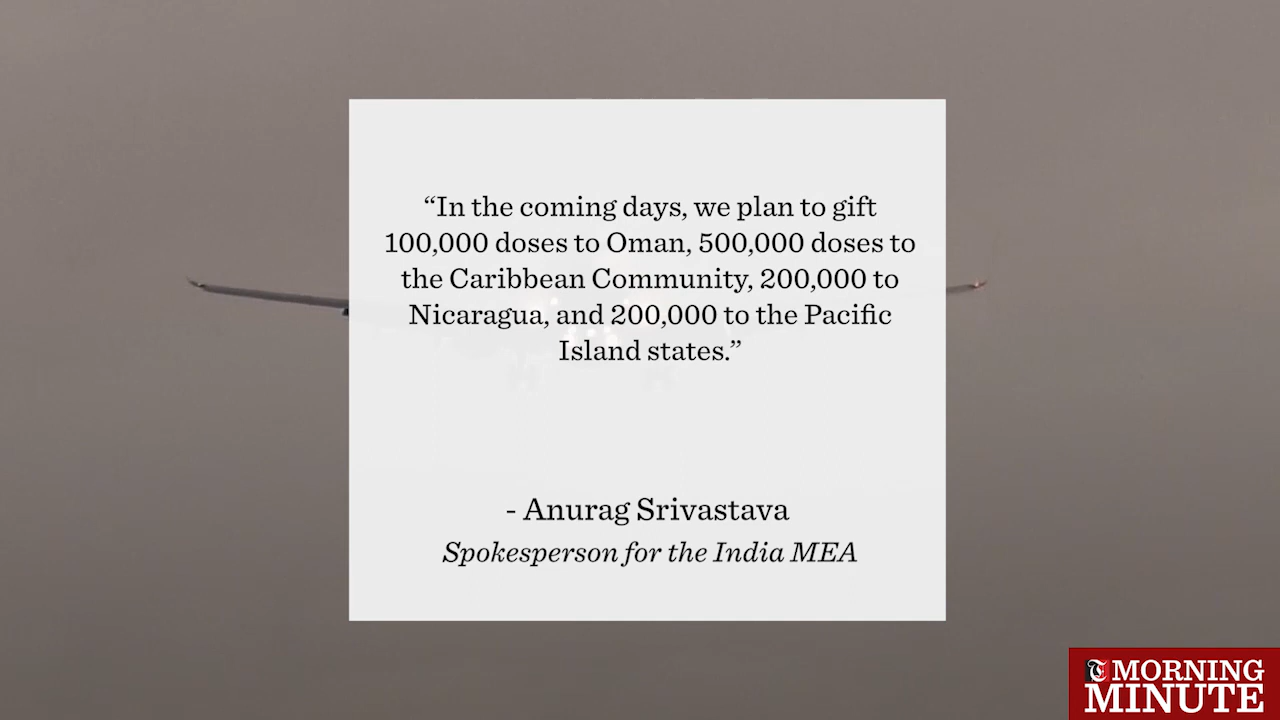 “In the coming days, we plan to gift
100,000 doses to Oman, 500,000 doses to
the Caribbean Community, 200,000 to
Nicaragua, and 200,000 to the Pacific
Island states.”
- Anurag Srivastava
Spokesperson for the India MEA
T MORNING
MINUTE